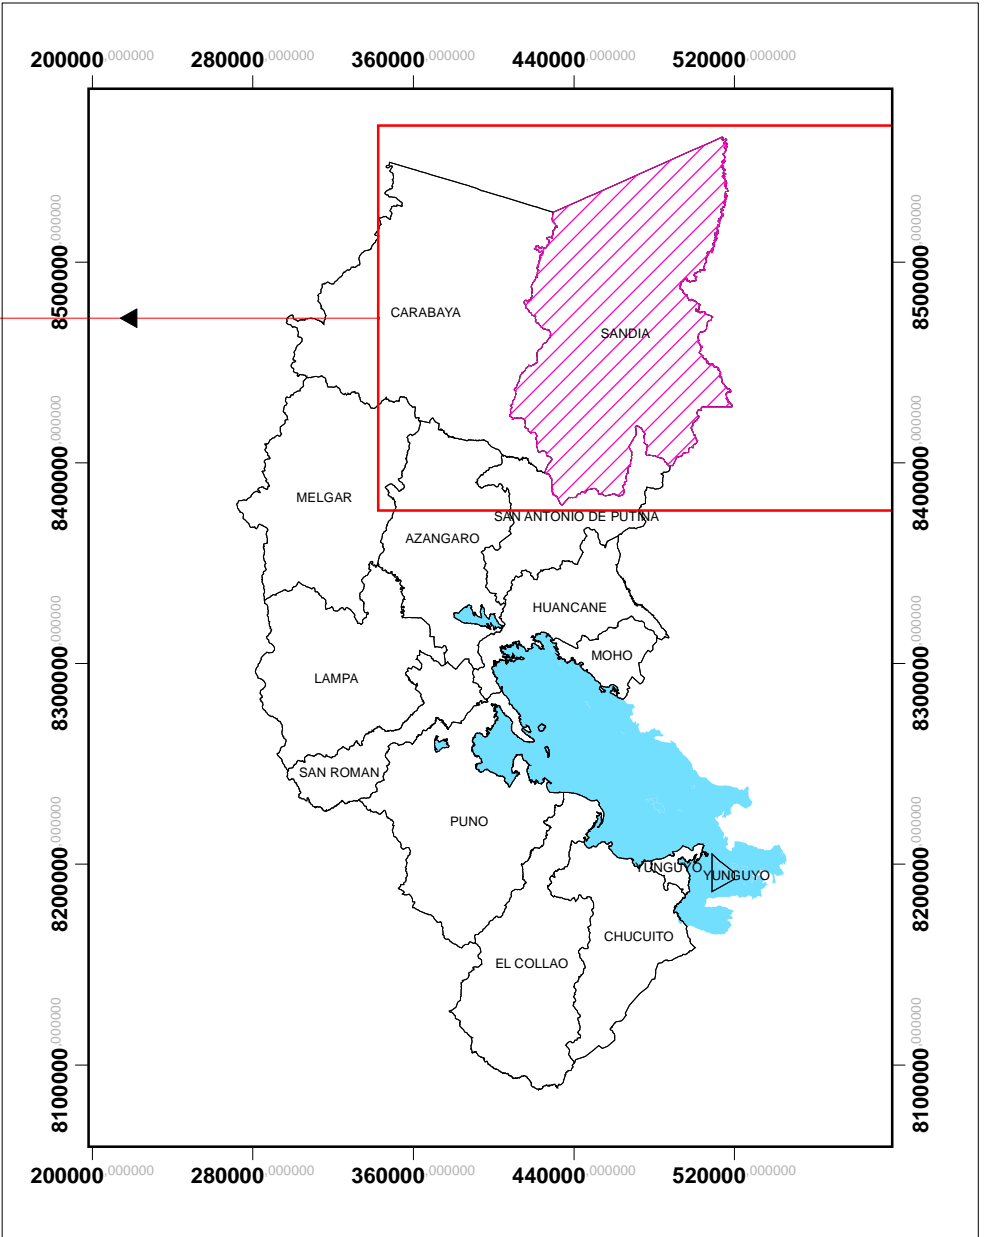 200000,000000 280000,000000 360000,000000 440000,000000 520000,000000
8500000,000000
8500000,000000
CARABAYA
SANDIA
8400000,000000
8400000,000000
MELGAR
SAN ANTONIO DE PUTINA
AZANGARO
HUANCANE
8300000,000000
8300000,000000
MOHO
LAMPA
SAN ROMAN
PUNO
8200000,000000
8200000,000000
YUNGUYO
YUNGUYO
CHUCUITO
EL COLLAO
8100000,000000
8100000,000000
200000,000000 280000,000000 360000,000000 440000,000000 520000,000000